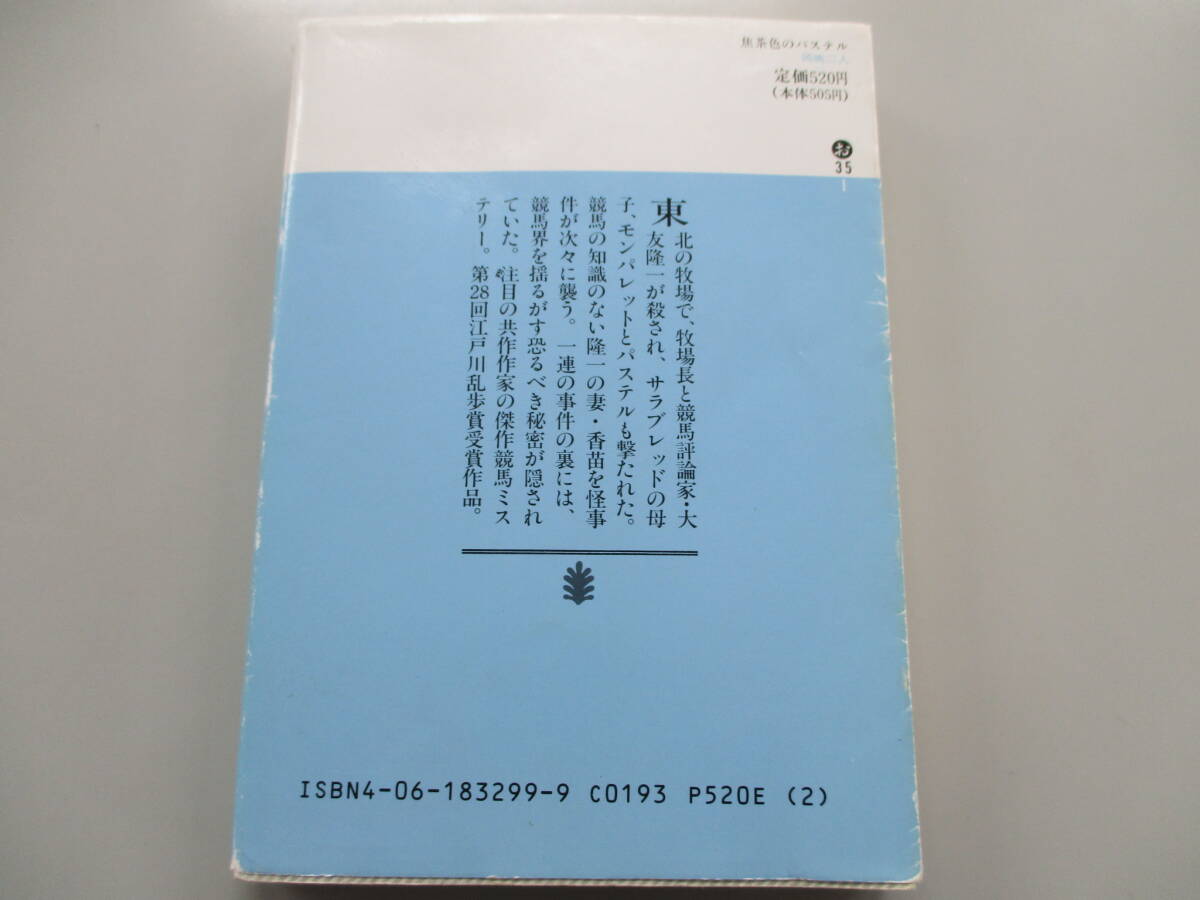 焦茶色のパステル
岡嶋二人
定価520円
(本体505円)
お
35
1
東北の牧場で、牧場長と競馬評論家・大
友隆一が殺され、サラブレッドの母
子、モンパレットとパステルも撃たれた。
競馬の知識のない隆一の妻・香苗を怪事
件が次々に襲う。一連の事件の裏には、
競馬界を揺るがす恐るべき秘密が隠され
ていた。注目の共作作家の傑作競馬ミス
テリー。第28回江戸川乱歩賞受賞作品。
ISBN4-06-183299-9 C0193 P520E (2)